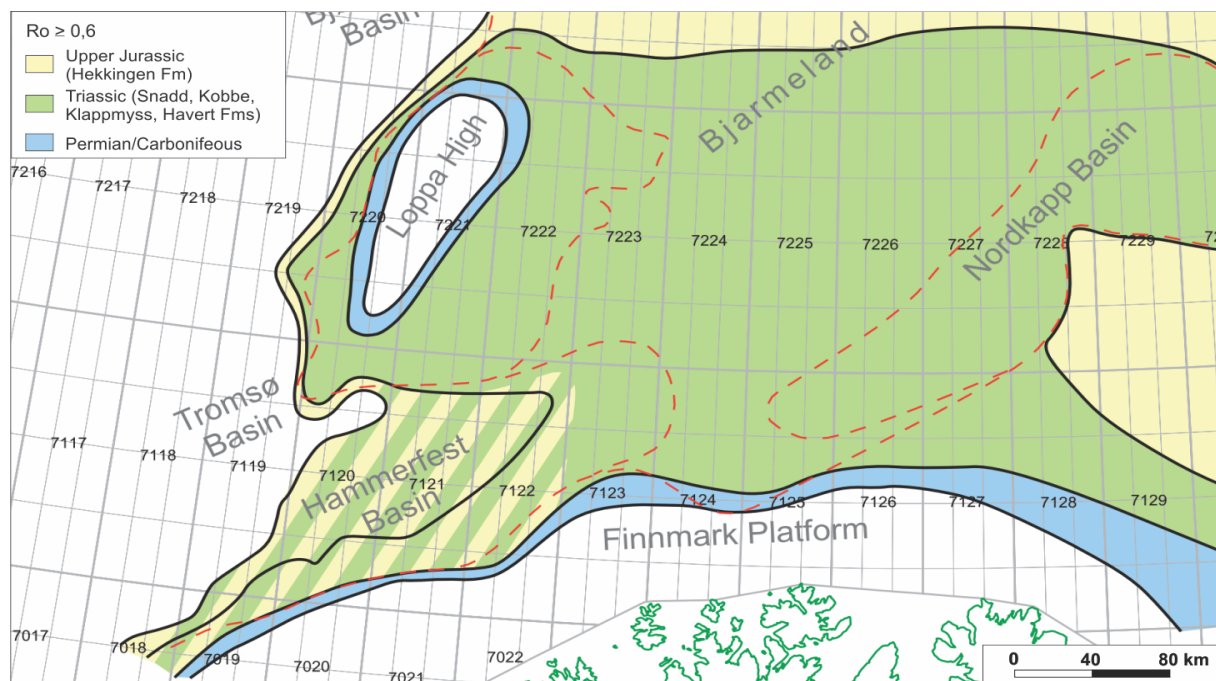 Ro ≥ 0,6
Upper Jurassic
(Hekkingen Fm)
Triassic (Snadd, Kobbe,
Klappmyss, Havert Fms)
Permian/Carbonifeous
Basin
Bjarmeland
Loppa High
Nordkapp Basin
7216
7217
7218
7219
7220
7221
7222
7223
7224
7225
7226
7227
7228
7229
Tromsø
Basin
Hammerfest
Basin
7117
7118
7119
7120
7121
7122
7123
7124
7125
7126
7127
7128
7129
Finnmark Platform
7017
7018
7019
7020
7021
7022
0 40 80 km